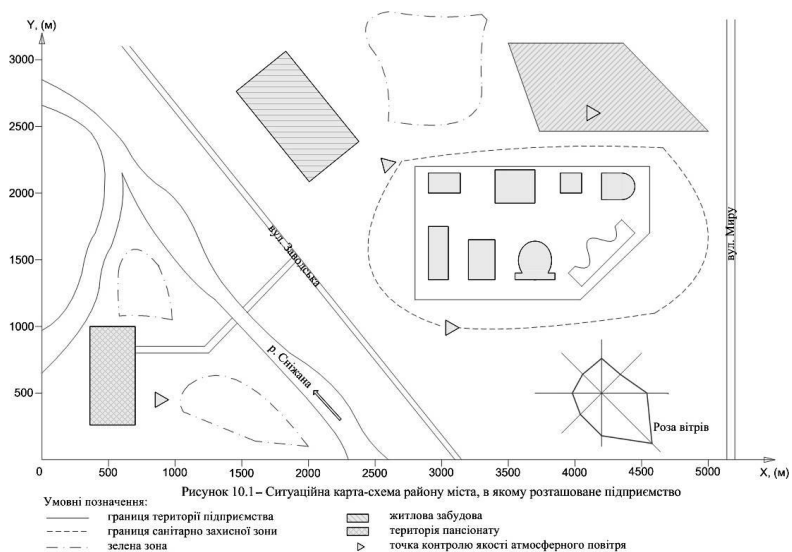 Y, (м)
3000
2500
2000
1500
1000
500
вул. Заводська
вул. Миру
р. Сніжана
Роза вітрів
0
500
1000
1500
2000
2500
3000
3500
4000
4500
5000
X, (м)
Рисунок 10.1– Ситуаційна карта-схема району міста, в якому розташоване підприємство
Умовні позначення:
границя території підприємства
границя санітарно захисної зони
зелена зона
житлова забудова
територія пансіонату
точка контролю якості атмосферного повітря